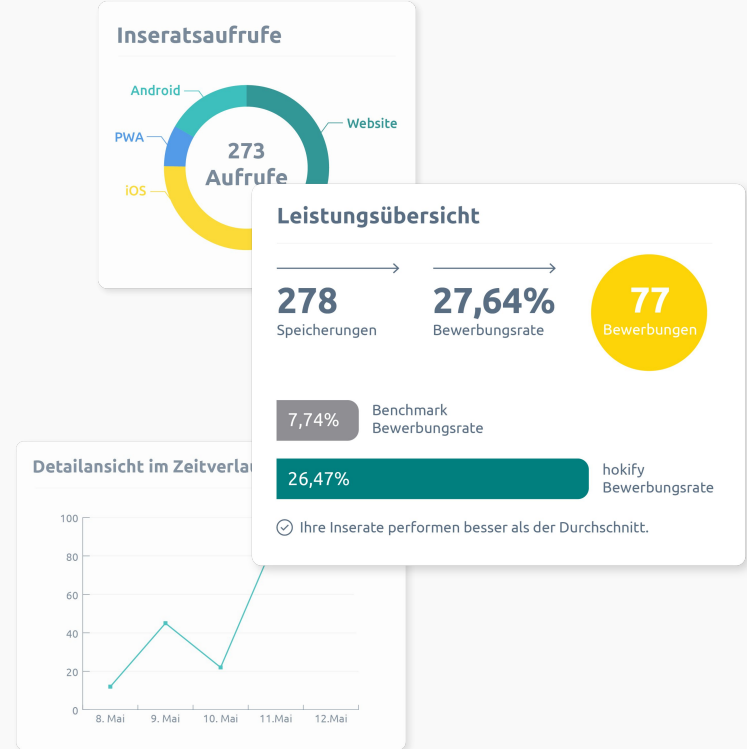 Inseratsaufrufe
Android
Website
PWA
iOS
273
Aufrufe
Leistungsübersicht
278
Speicherungen
27,64%
Bewerbungsrate
77
Bewerbungen
7,74%
Benchmark
Bewerbungsrate
26,47%
hokify
Bewerbungsrate
Ihre Inserate performen besser als der Durchschnitt.
Detailansicht im
100
80
60
40
20
0
8. Mai
9. Mai
10. Mai
11.Mai
12.Mai